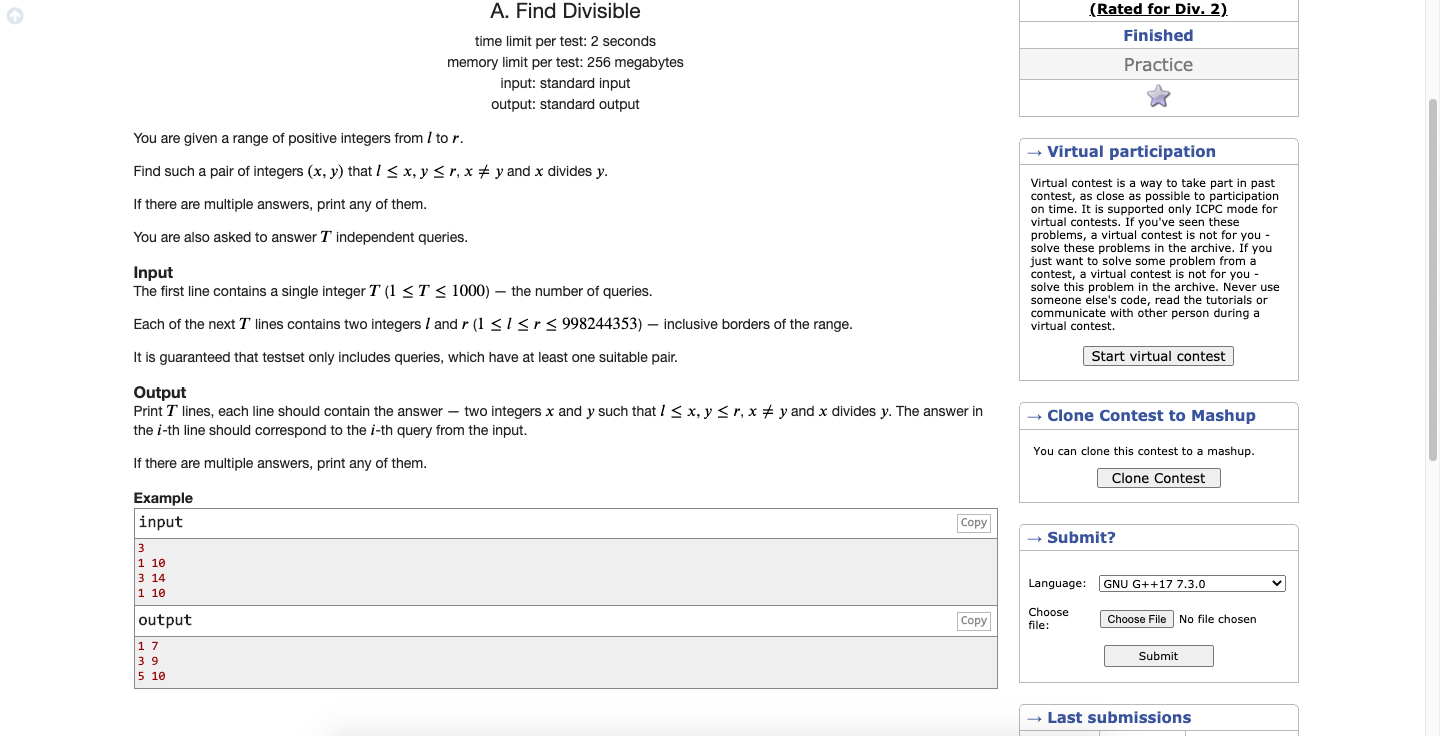 A. Find Divisible
time limit per test: 2 seconds
memory limit per test: 256 megabytes
input: standard input
output: standard output
You are given a range of positive integers from l to r.
Find such a pair of integers (x, y) that l ≤ x, y ≤ r, x ≠ y and x divides y.
If there are multiple answers, print any of them.
You are also asked to answer T independent queries.
Input
The first line contains a single integer T (1 ≤ T ≤ 1000) — the number of queries.
Each of the next T lines contains two integers l and r (1 ≤ l ≤ r ≤ 998244353) — inclusive borders of the range.
It is guaranteed that testset only includes queries, which have at least one suitable pair.
Output
Print T lines, each line should contain the answer — two integers x and y such that l ≤ x, y ≤ r, x ≠ y and x divides y. The answer in
the i-th line should correspond to the i-th query from the input.
If there are multiple answers, print any of them.
Example
input
Copy
3
1 10
3 14
1 10
output
Copy
1 7
3 9
5 10
(Rated for Div. 2)
Finished
Practice
→ Virtual participation
Virtual contest is a way to take part in past
contest, as close as possible to participation
on time. It is supported only ICPC mode for
virtual contests. If you've seen these
problems, a virtual contest is not for you -
solve these problems in the archive. If you
just want to solve some problem from a
contest, a virtual contest is not for you -
solve this problem in the archive. Never use
someone else's code, read the tutorials or
communicate with other person during a
virtual contest.
Start virtual contest
→ Clone Contest to Mashup
You can clone this contest to a mashup.
Clone Contest
→ Submit?
Language: GNU G++17 7.3.0
Choose
file:
Choose File No file chosen
Submit
→ Last submissions